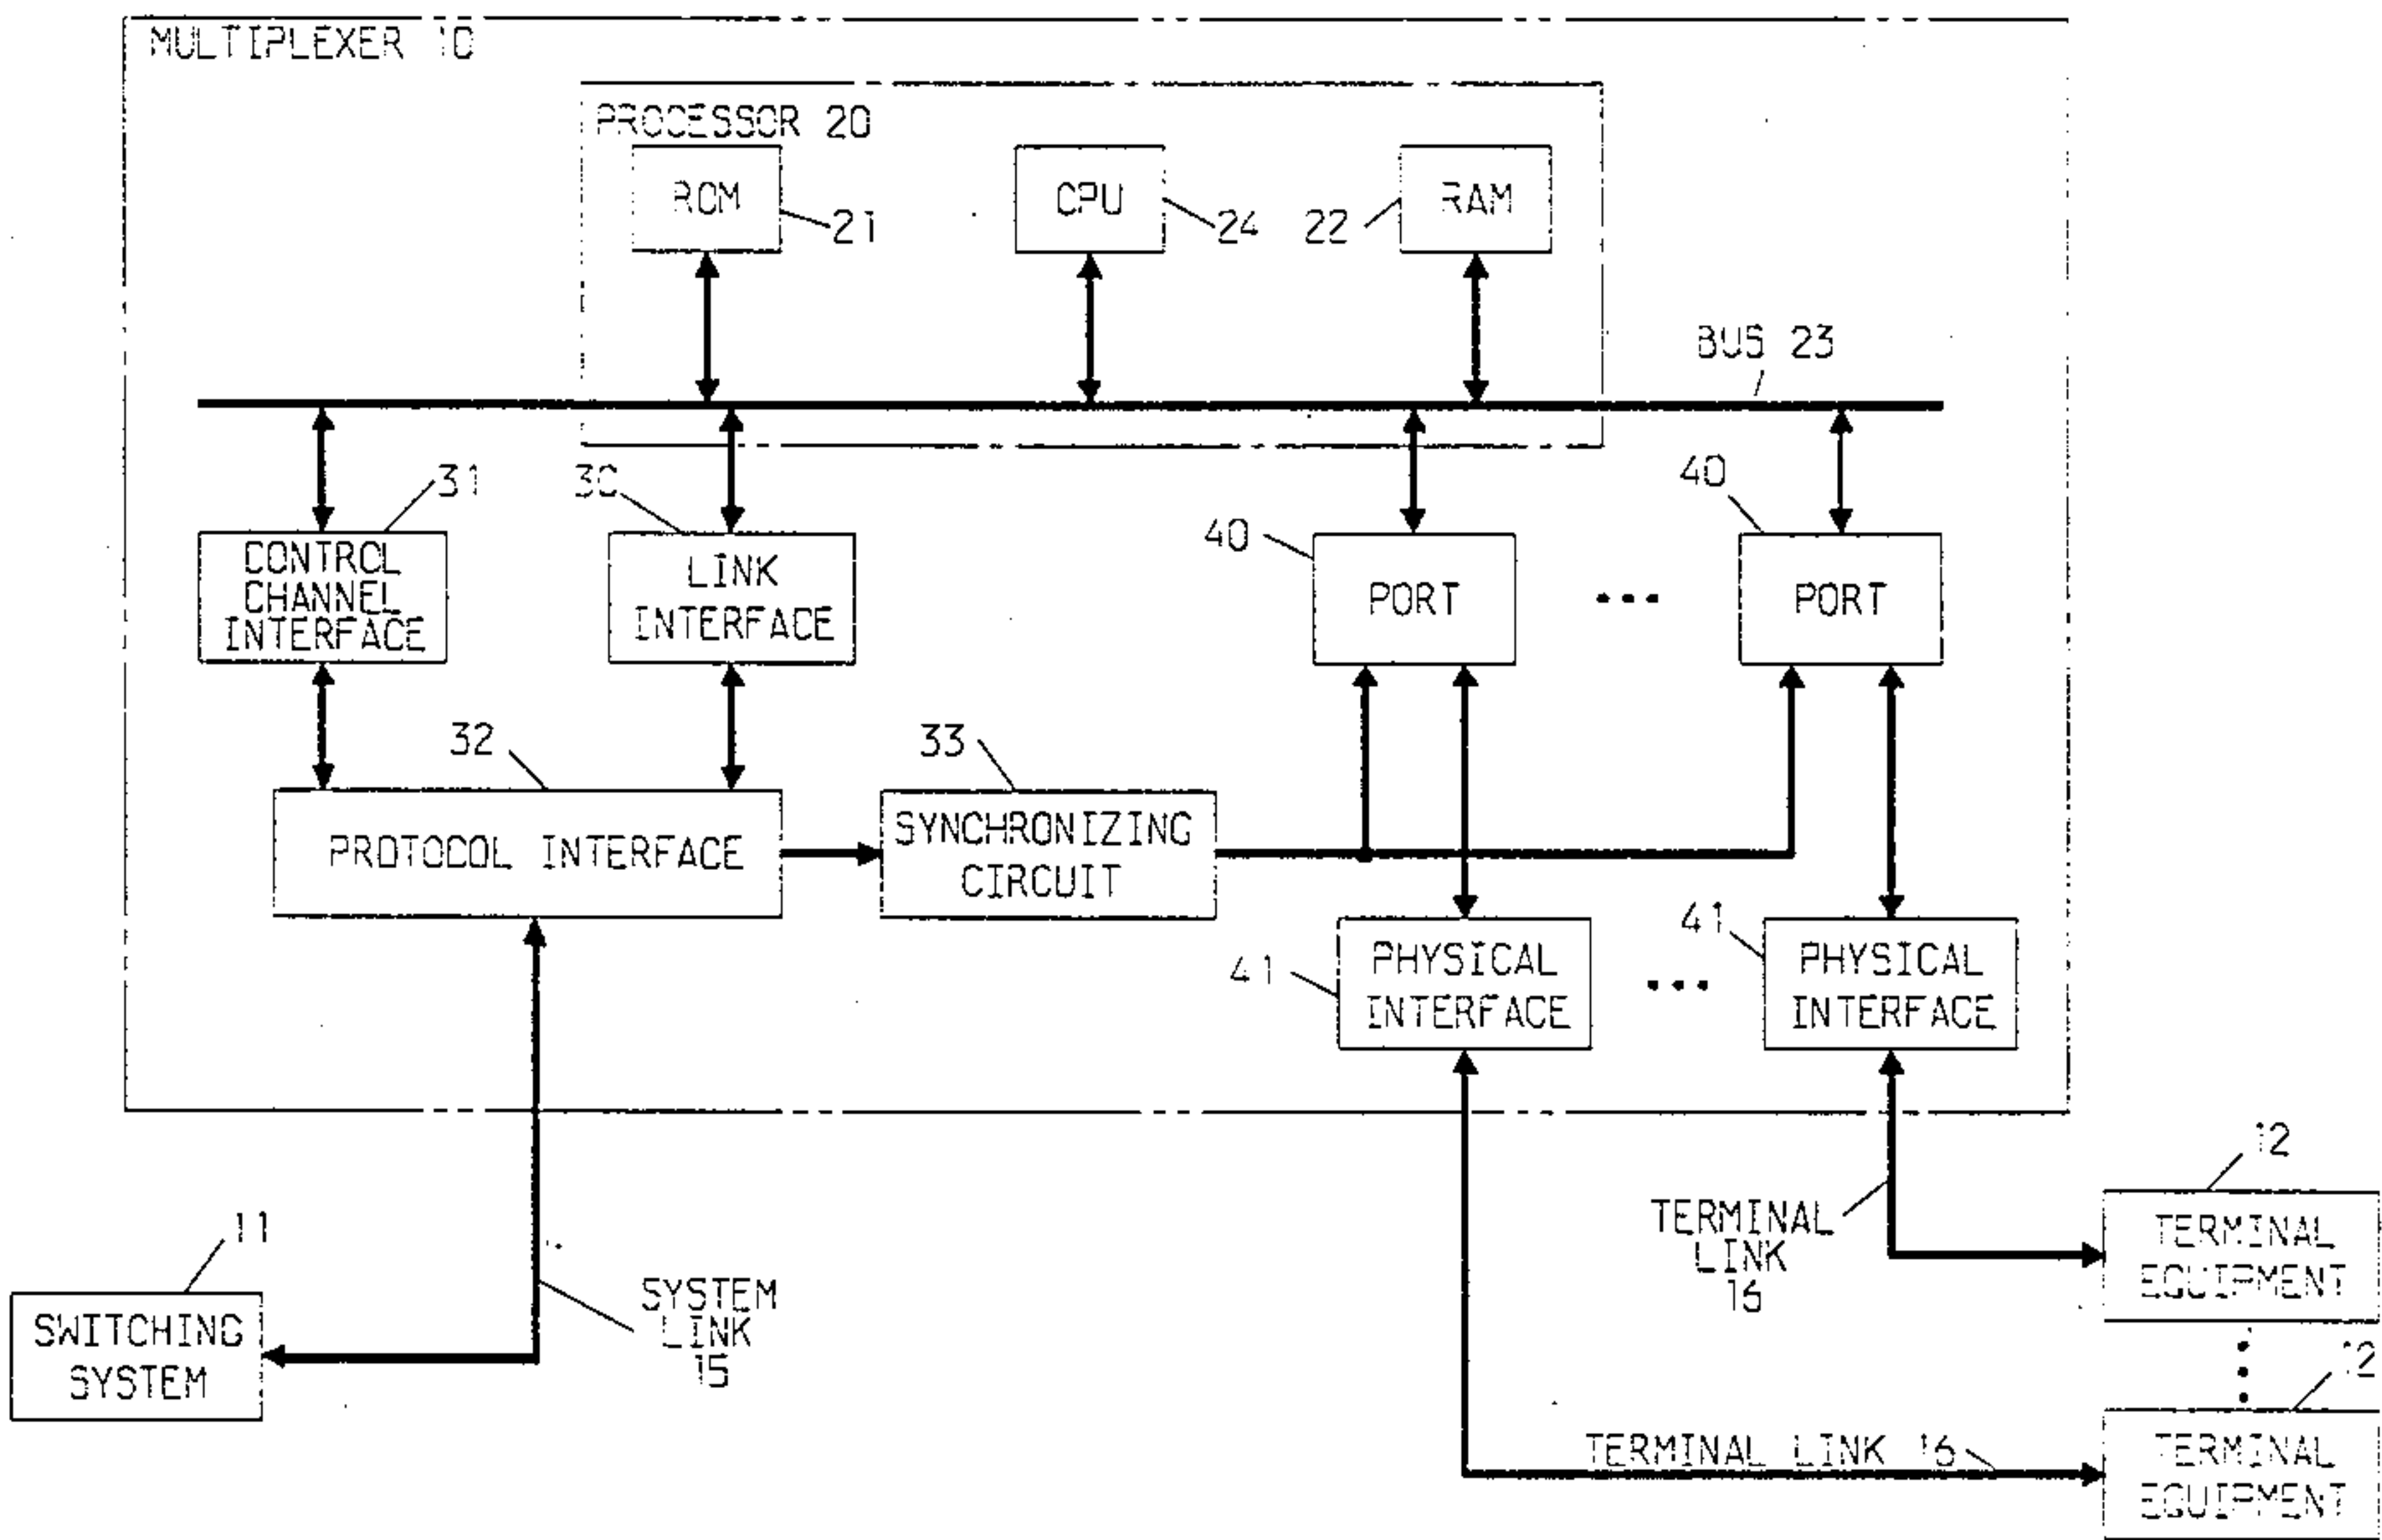 MULTIPLEXER 10
PROCESSOR 20
ROM
21
CPU
24
22
RAM
BUS 23
31
30
40
40
CONTROL
CHANNEL
INTERFACE
LINK
INTERFACE
PORT
...
PORT
32
33
PROTOCOL INTERFACE
SYNCHRONIZING
CIRCUIT
41
PHYSICAL
INTERFACE
...
41
PHYSICAL
INTERFACE
11
SWITCHING
SYSTEM
SYSTEM
LINK
15
TERMINAL
LINK
16
12
TERMINAL
EQUIPMENT
12
TERMINAL LINK 16
TERMINAL
EQUIPMENT